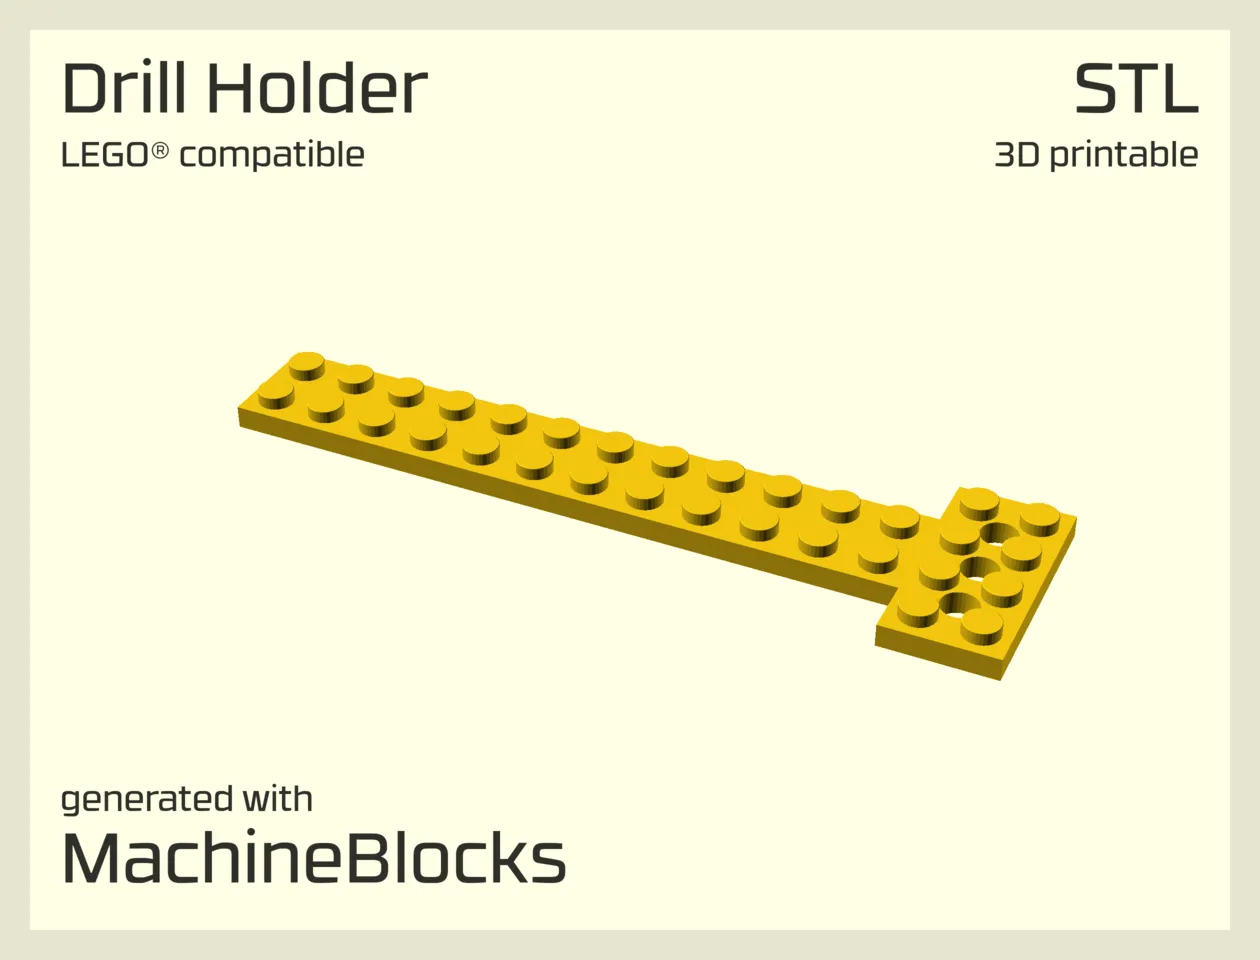 Drill Holder
LEGO® compatible
STL
3D printable
generated with
MachineBlocks